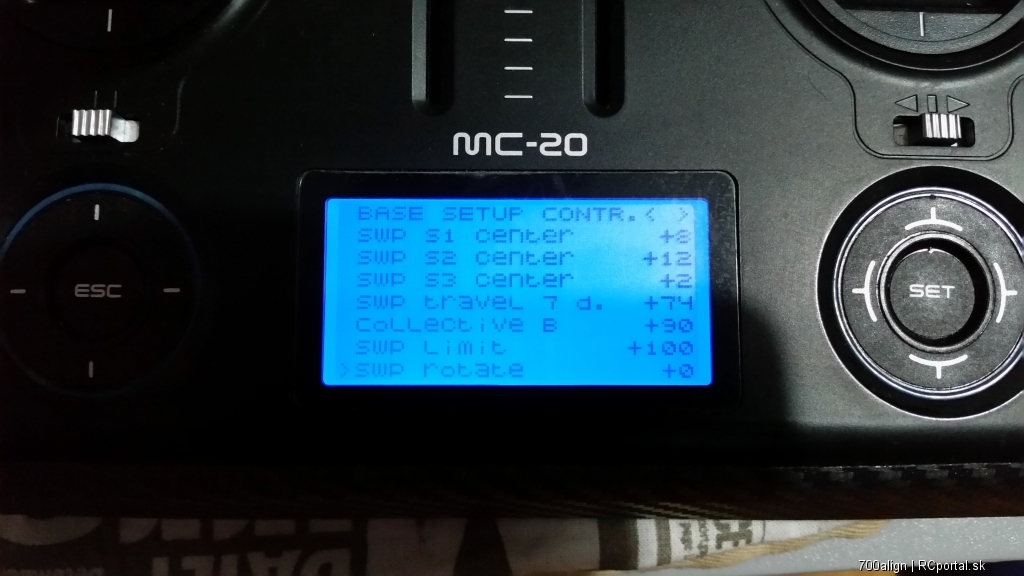 MC-20
BASE SETUP CONTR.< >
SWP S1 center +8
SWP S2 center +12
SWP S3 center +2
SWP travel 7 d. +74
Collective B +90
SWP Limit +100
>SWP rotate +0
ESC
SET
DAILY
700align | RCportal.sk